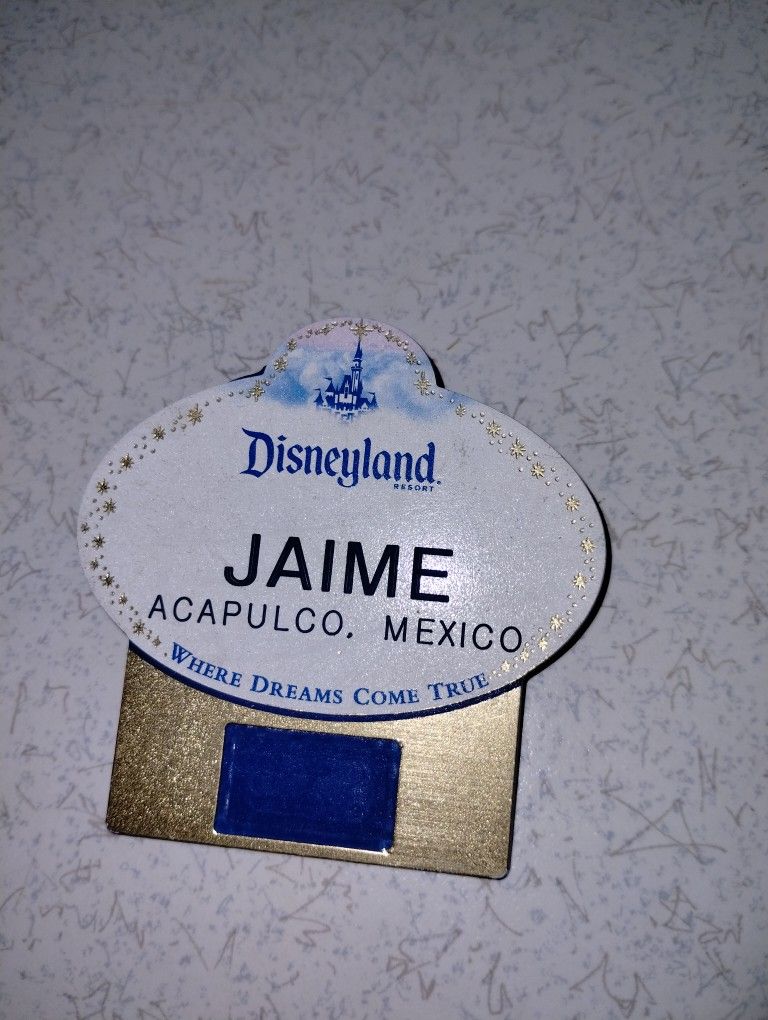 Disneyland
RESORT
JAIME
ACAPULCO, MEXICO
WHERE DREAMS COME TRUE